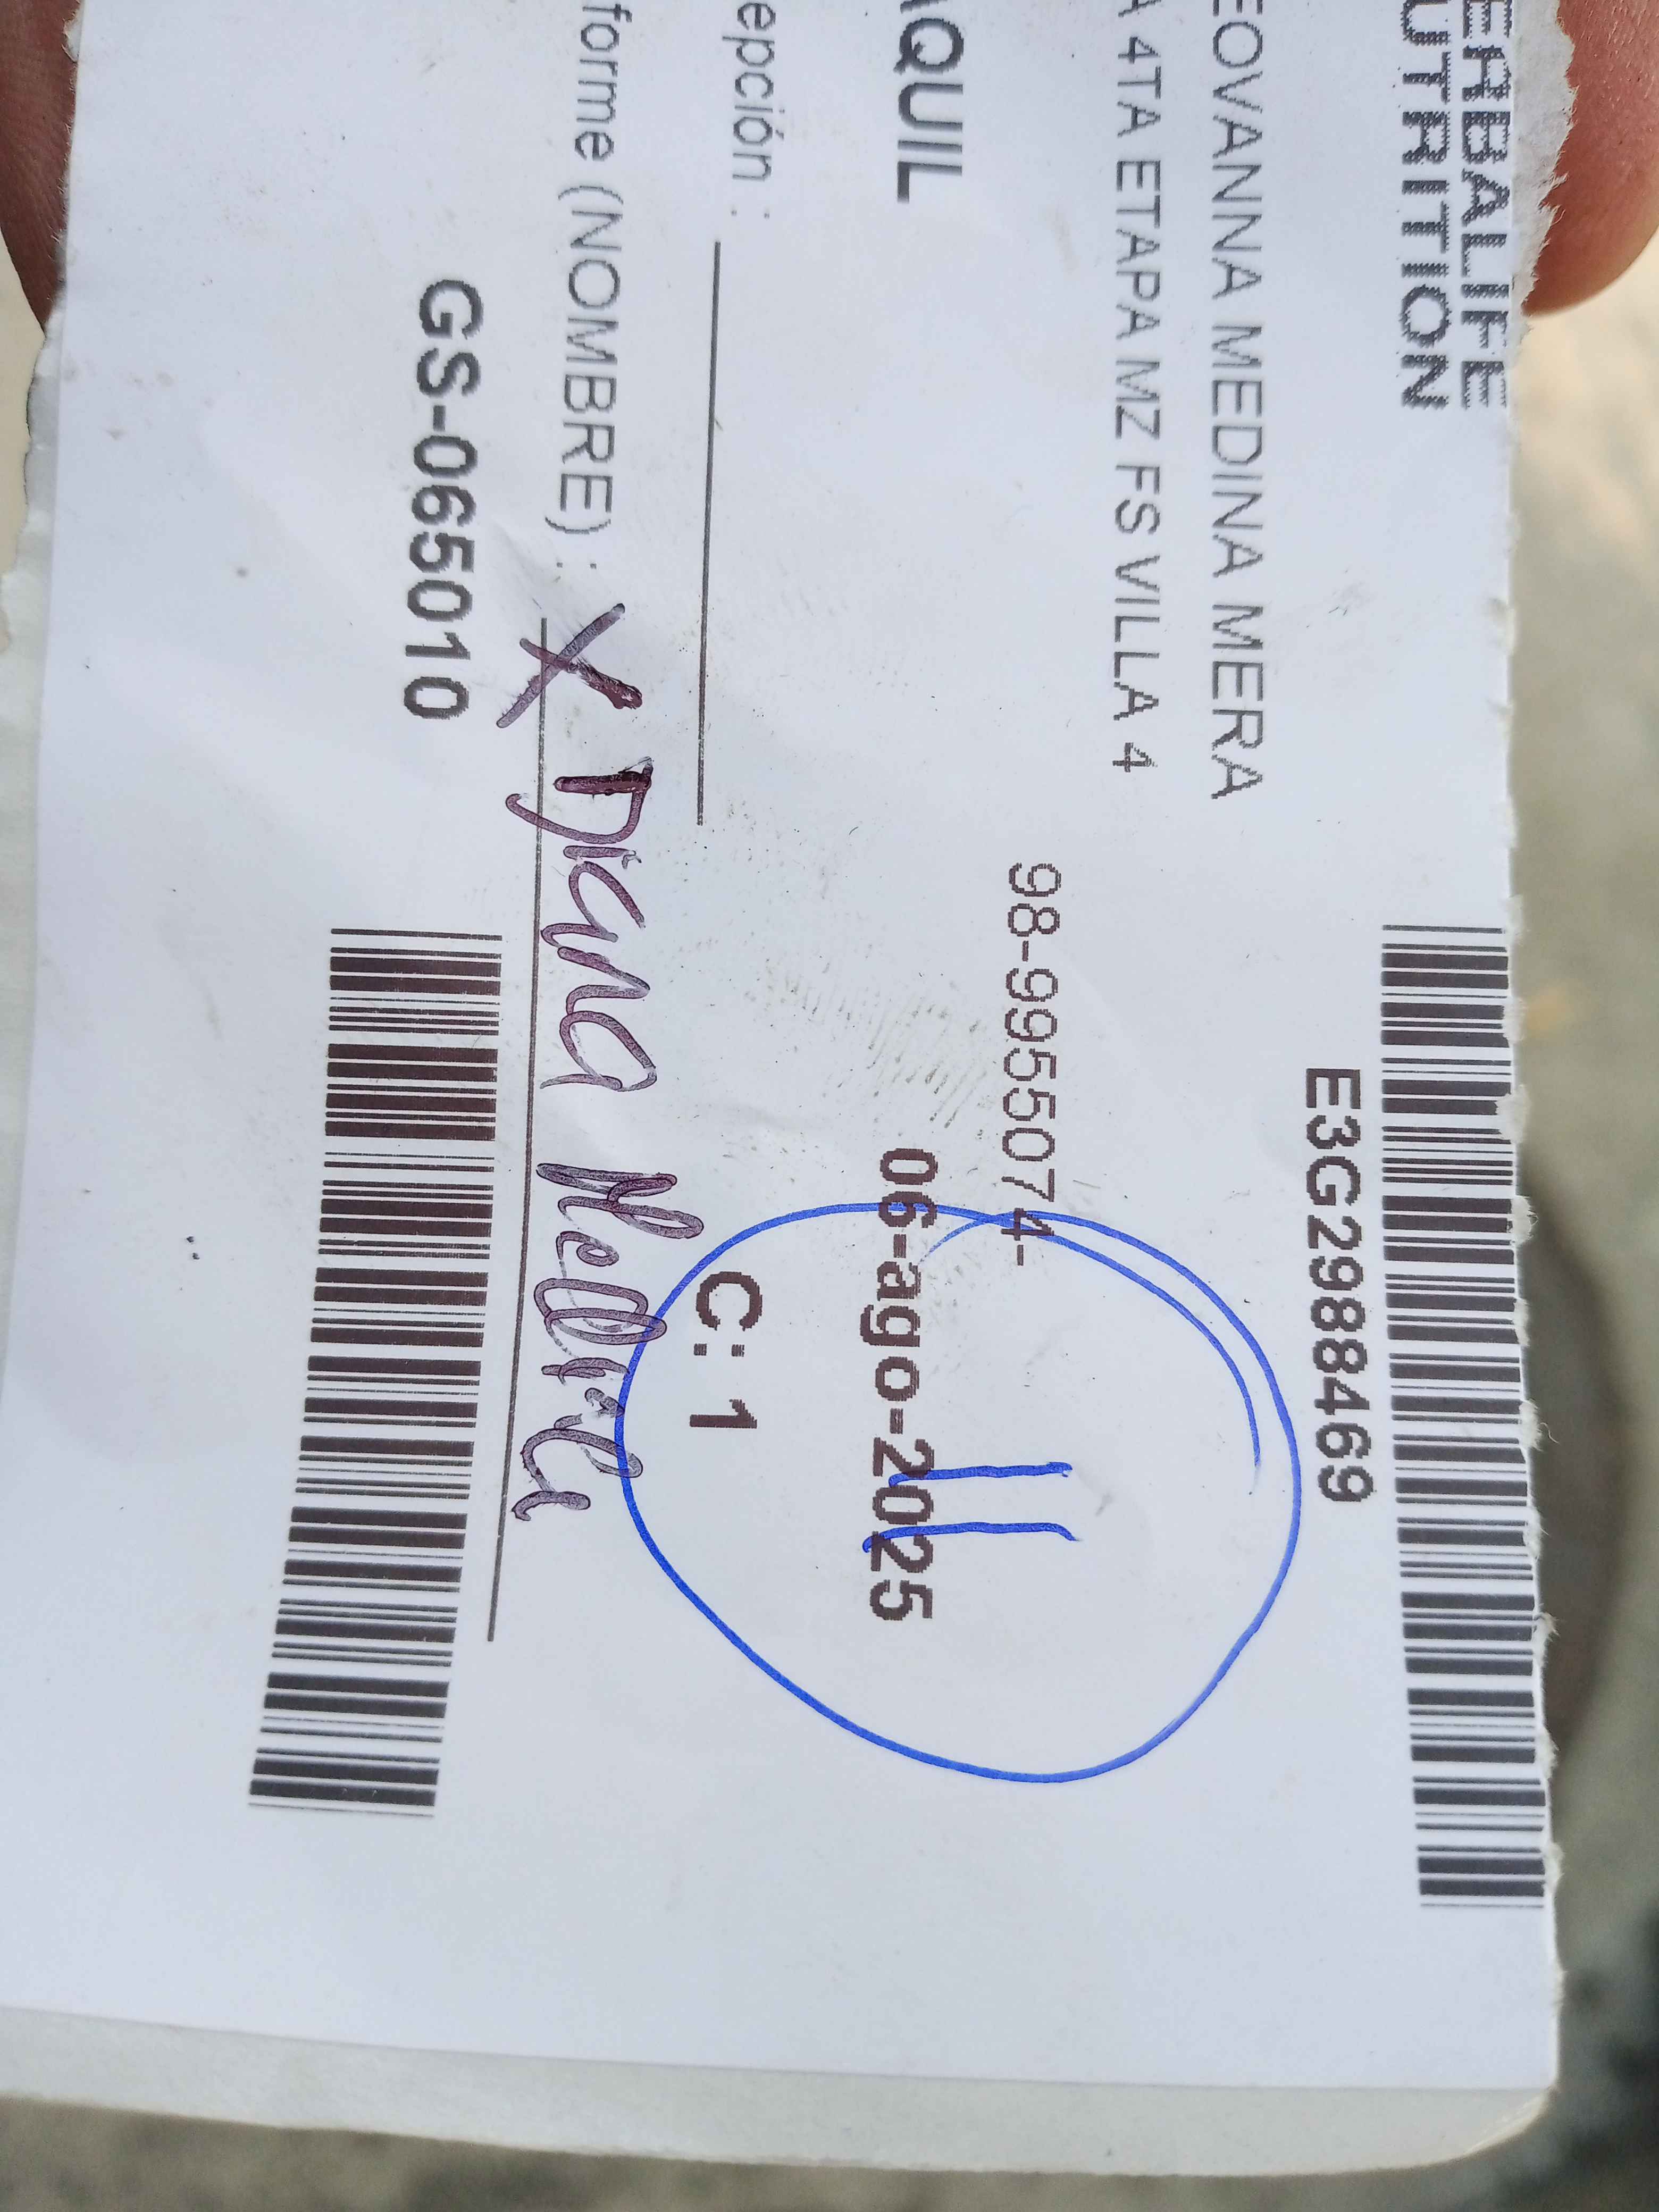 ERBALIFE
UTRITION
E3G2988469
EOVANNA MEDINA MERA
A 4TA ETAPA MZ FS VILLA 4
98-9955074-
AQUIL
06-ago-2025
11
epción :
C: 1
forme (NOMBRE) : X Diana
GS-065010